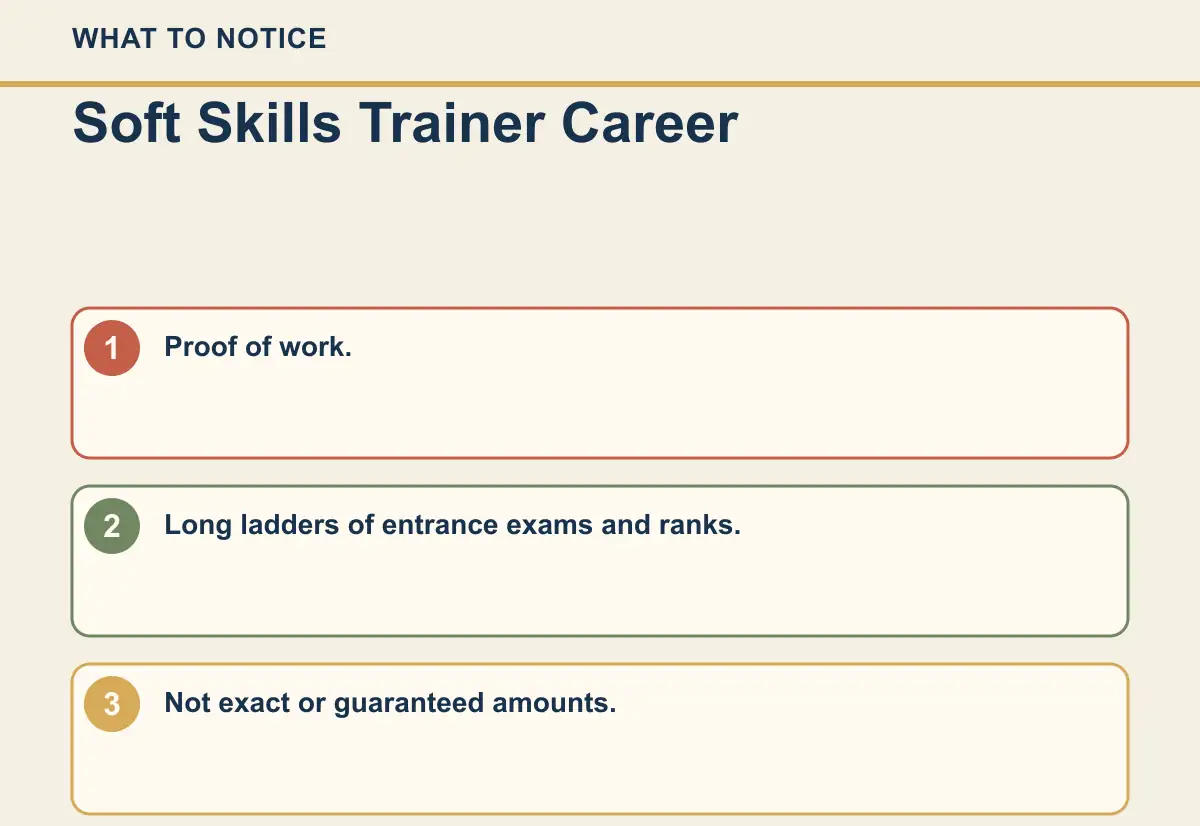 WHAT TO NOTICE
Soft Skills Trainer Career
1 Proof of work.
2 Long ladders of entrance exams and ranks.
3 Not exact or guaranteed amounts.